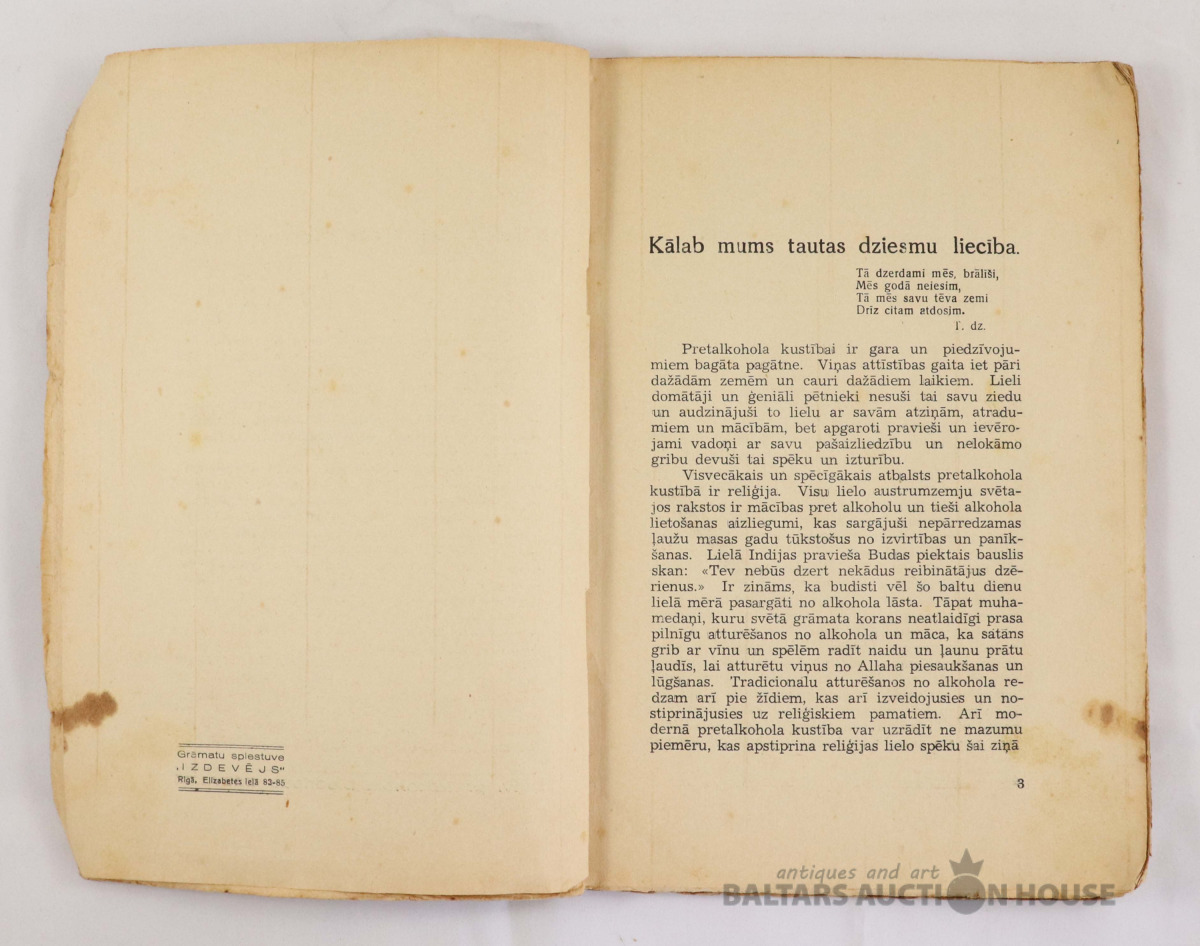 Grāmatu spiestuve
„IZDEVĒJS“
Rīgā, Elizabetes ielā 83-85
Kālab mums tautas dziesmu liecība.
Tā dzerdami mēs, brālīši,
Mēs godā neiesim,
Tā mēs savu tēva zemi
Drīz citam atdosim.
T. dz.
Pretalkohola kustībai ir gara un piedzīvoju-
miem bagāta pagātne. Viņas attīstības gaita iet pāri
dažādām zemēm un cauri dažādiem laikiem. Lieli
domātāji un ģeniāli pētnieki nesuši tai savu ziedu
un audzinājuši to lielu ar savām atziņām, atradu-
miem un mācībām, bet apgaroti pravieši un ievēro-
jami vadoņi ar savu pašaizliedzību un nelokāmo
gribu devuši tai spēku un izturību.
Visvecākais un spēcīgākais atbalsts pretalkohola
kustībā ir reliģija. Visu lielo austrumzemju svēta-
jos rakstos ir mācības pret alkoholu un tieši alkohola
lietošanas aizliegumi, kas sargājuši nepārredzamas
ļaužu masas gadu tūkstošus no izvirtības un panīk-
šanas. Lielā Indijas pravieša Budas piektais bauslis
skan: «Tev nebūs dzert nekādus reibinātājus dzē-
rienus.» Ir zināms, ka budisti vēl šo baltu dienu
lielā mērā pasargāti no alkohola lāsta. Tāpat muha-
medaņi, kuru svētā grāmata korans neatlaidīgi prasa
pilnīgu atturēšanos no alkohola un māca, ka sātans
grib ar vīnu un spēlēm radīt naidu un ļaunu prātu
ļaudīs, lai atturētu viņus no Allaha piesaukšanas un
lūgšanas. Tradicionalu atturēšanos no alkohola re-
dzam arī pie žīdiem, kas arī izveidojusies un no-
stiprinājusies uz reliģiskiem pamatiem. Arī mo-
dernā pretalkohola kustība var uzrādīt ne mazumu
piemēru, kas apstiprina reliģijas lielo spēku šai ziņā
3
antiques and art
BALTARS AUCTION HOUSE